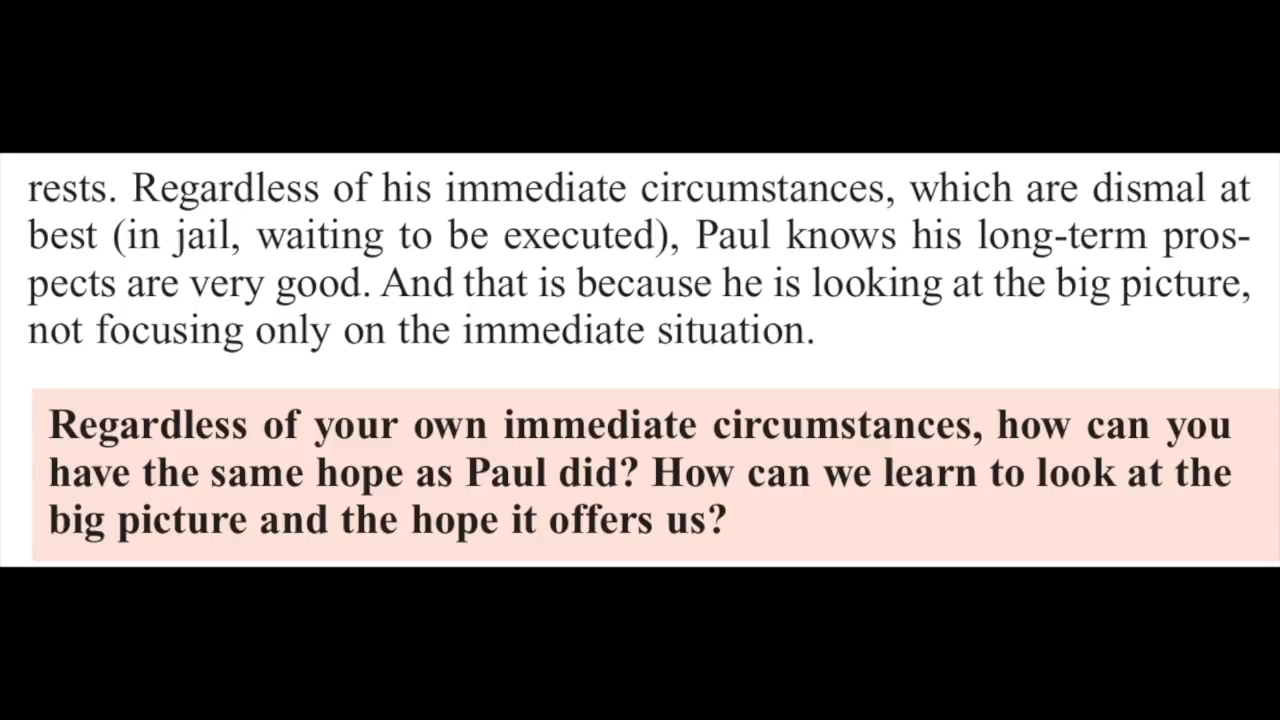 rests. Regardless of his immediate circumstances, which are dismal at
best (in jail, waiting to be executed), Paul knows his long-term pros-
pects are very good. And that is because he is looking at the big picture,
not focusing only on the immediate situation.
Regardless of your own immediate circumstances, how can you
have the same hope as Paul did? How can we learn to look at the
big picture and the hope it offers us?